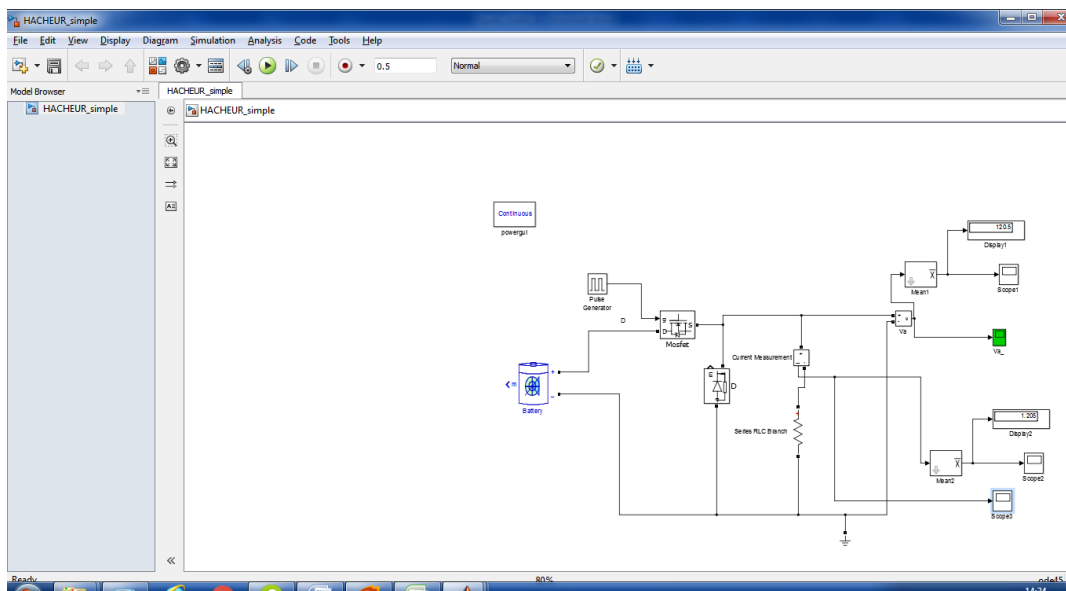 HACHEUR_simple
File Edit View Display Diagram Simulation Analysis Code Tools Help
0.5
Normal
Model Browser
HACHEUR_simple
HACHEUR_simple
HACHEUR_simple
Continuous
powergui
120.5
Display1
X
Mean1
Scope1
Pulse
Generator
D
g
D
S
Mosfet
+
-
v
Va
Va_
Current Measurement
+
-
i
E
D
m
+
Battery
_
+
Series RLC Branch
1.205
Display2
X
Mean2
Scope2
Scope3
Ready
80%
ode45
14:24